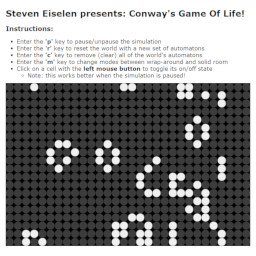 Steven Eiselen presents: Conway's Game Of Life!
Instructions:
• Enter the 'p' key to pause/unpause the simulation
• Enter the 'r' key to reset the world with a new set of automatons
• Enter the 'c' key to remove (clear) all of the world's automatons
• Enter the 'm' key to change modes between wrap-around and solid room
• Click on a cell with the left mouse button to toggle its on/off state
◦ Note: this works better when the simulation is paused!